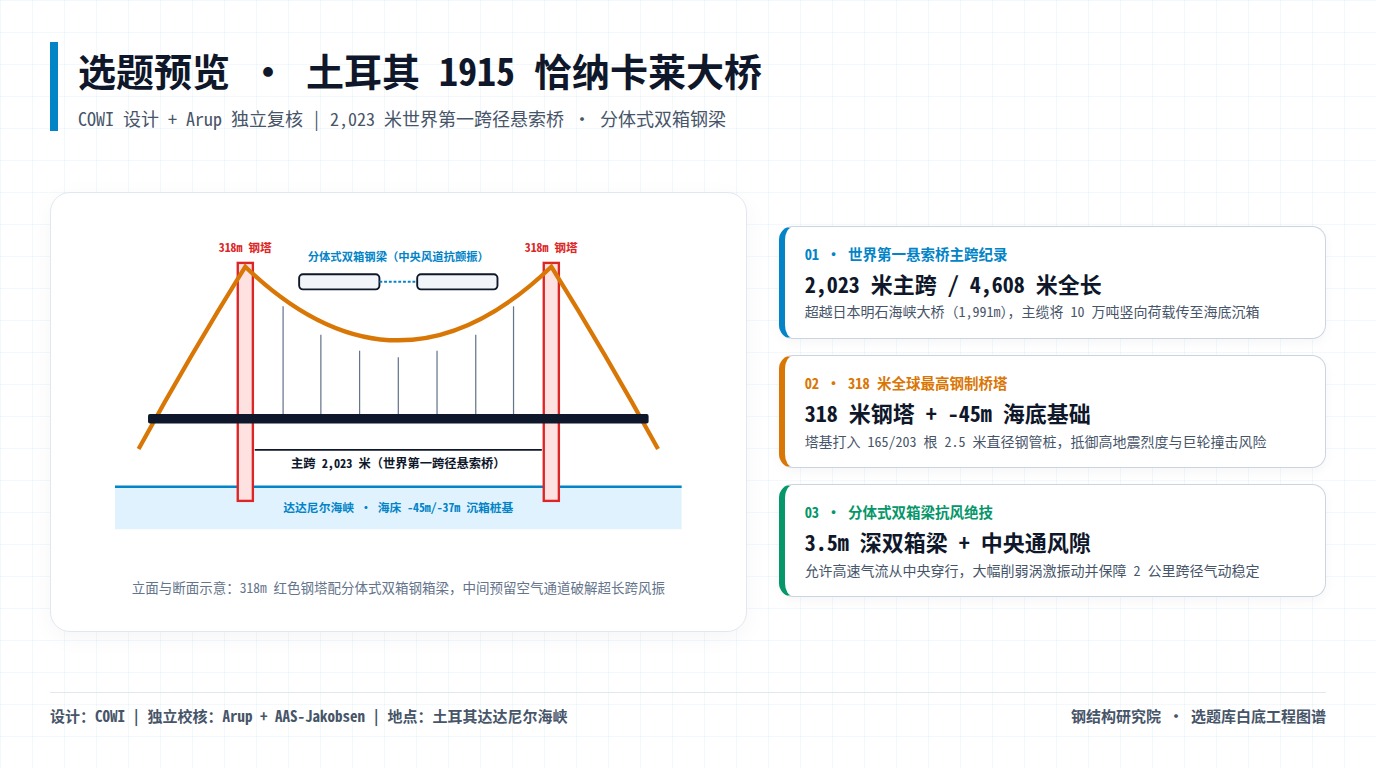 选题预览 • 土耳其 1915 恰纳卡莱大桥
COWI 设计 + Arup 独立复核 | 2,023 米世界第一跨径悬索桥 • 分体式双箱钢梁
318m 钢塔
分体式双箱钢梁（中央风道抗颤振）
318m 钢塔
主跨 2,023 米（世界第一跨径悬索桥）
达达尼尔海峡 • 海床 -45m/-37m 沉箱桩基
立面与断面示意：318m 红色钢塔配分体式双箱钢箱梁，中间预留空气通道破解超长跨风振
01 • 世界第一悬索桥主跨纪录
2,023 米主跨 / 4,608 米全长
超越日本明石海峡大桥（1,991m），主缆将 10 万吨竖向荷载传至海底沉箱
02 • 318 米全球最高钢制桥塔
318 米钢塔 + -45m 海底基础
塔基打入 165/203 根 2.5 米直径钢管桩，抵御高地震烈度与巨轮撞击风险
03 • 分体式双箱梁抗风绝技
3.5m 深双箱梁 + 中央通风隙
允许高速气流从中央穿行，大幅削弱涡激振动并保障 2 公里跨径气动稳定
设计：COWI | 独立校核：Arup + AAS-Jakobsen | 地点：土耳其达达尼尔海峡
钢结构研究院 • 选题库白底工程图谱